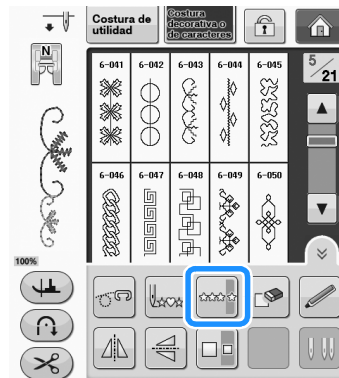 Costura de
utilidad
Costura
decorativa o
de caracteres
N
5
21
6-041
6-042
6-043
6-044
6-045
6-046
6-047
6-048
6-049
6-050
100%